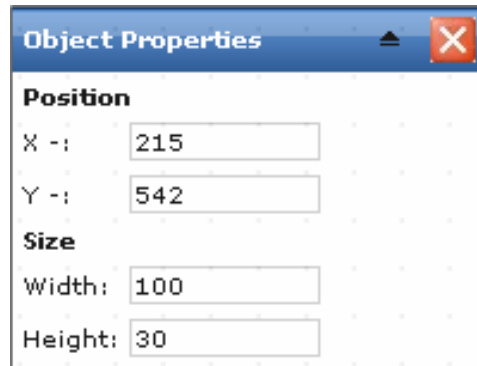 Object Properties
Position
X -: 215
Y -: 542
Size
Width: 100
Height: 30